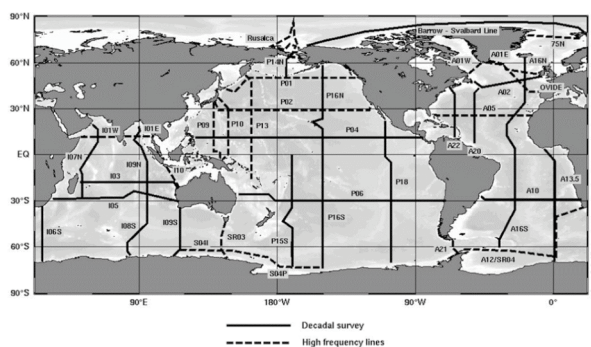 90°N
Barrow - Svalbard Line
Rusalca
75N
A01E
A01W
A16N
P14N
60°N
P01
OVIDE
P16N
A02
P02
A05
30°N
I01W
I01E
P09
P10
P13
P04
A22
A20
EQ
I07N
I09N
I10
I03
P18
A13.5
P06
A10
30°S
I05
I06S
I08S
I09S
P16S
A16S
SR03
S04I
P15S
A21
60°S
A12/SR04
S04P
90°S
90°E
180°W
90°W
0°
Decadal survey
High frequency lines